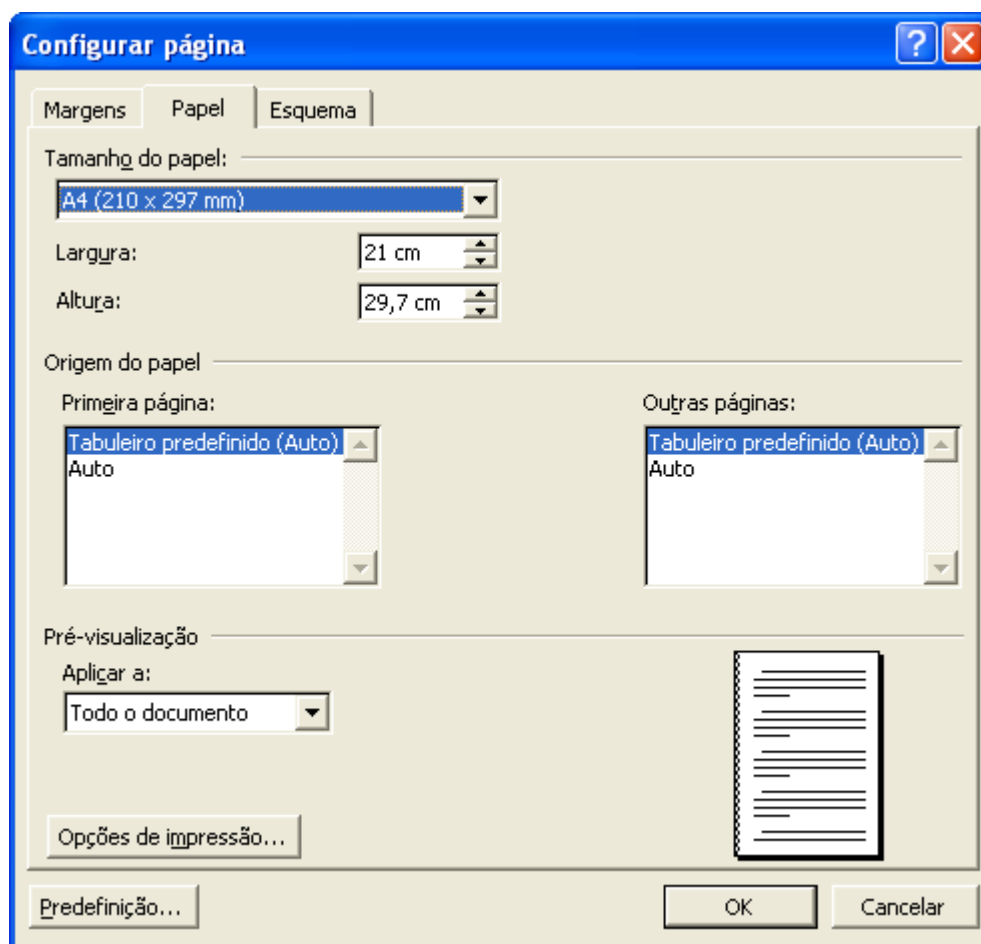 Configurar página
Margens Papel Esquema
Tamanho do papel:
A4 (210 x 297 mm)
Largura: 21 cm
Altura: 29,7 cm
Origem do papel
Primeira página: Outras páginas:
Tabuleiro predefinido (Auto) Tabuleiro predefinido (Auto)
Auto Auto
Pré-visualização
Aplicar a:
Todo o documento
Opções de impressão...
Predefinição... OK Cancelar